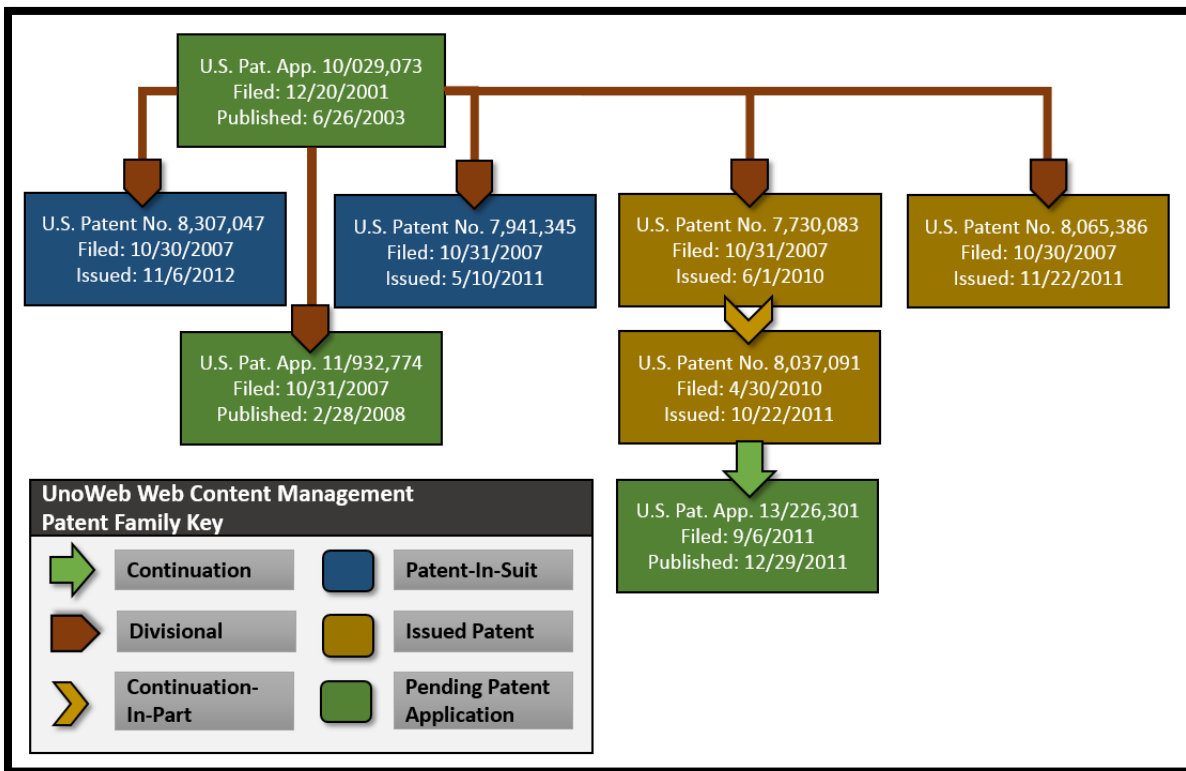 U.S. Pat. App. 10/029,073
Filed: 12/20/2001
Published: 6/26/2003
U.S. Patent No. 8,307,047
Filed: 10/30/2007
Issued: 11/6/2012
U.S. Patent No. 7,941,345
Filed: 10/31/2007
Issued: 5/10/2011
U.S. Patent No. 7,730,083
Filed: 10/31/2007
Issued: 6/1/2010
U.S. Patent No. 8,065,386
Filed: 10/30/2007
Issued: 11/22/2011
U.S. Pat. App. 11/932,774
Filed: 10/31/2007
Published: 2/28/2008
U.S. Patent No. 8,037,091
Filed: 4/30/2010
Issued: 10/22/2011
U.S. Pat. App. 13/226,301
Filed: 9/6/2011
Published: 12/29/2011
UnoWeb Web Content Management
Patent Family Key
Continuation
Patent-In-Suit
Divisional
Issued Patent
Continuation-
In-Part
Pending Patent
Application